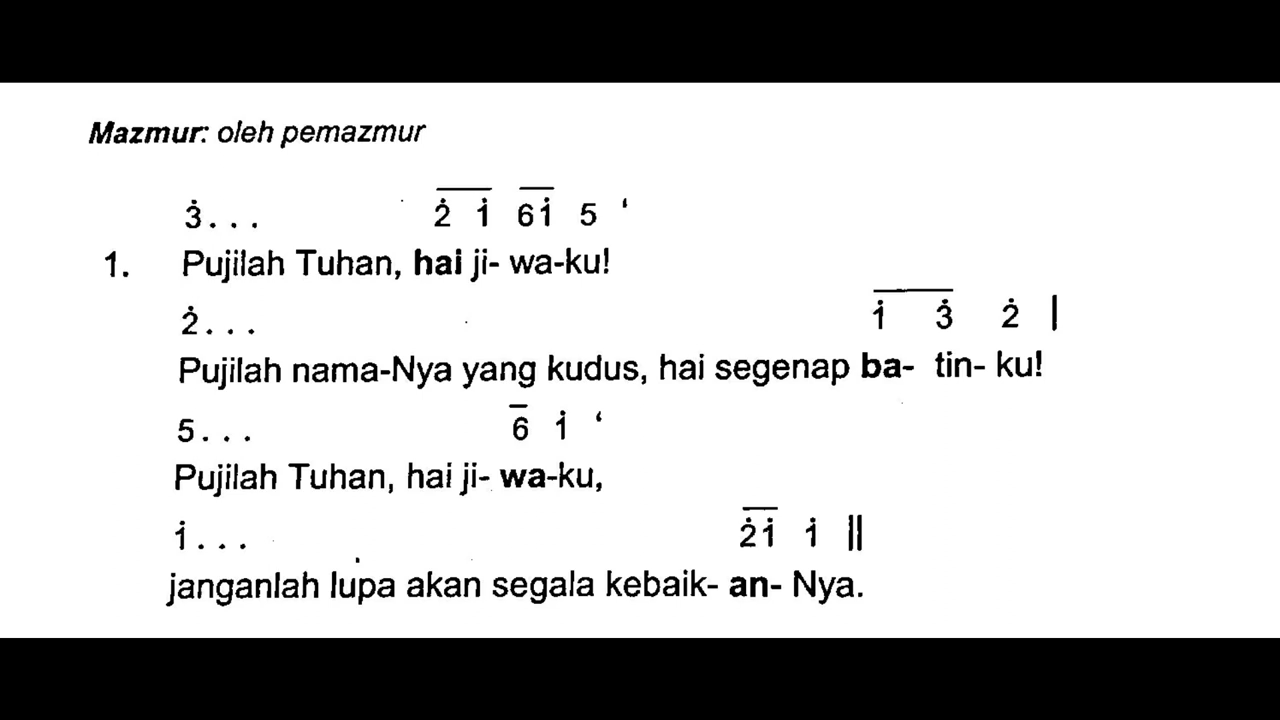 Mazmur: oleh pemazmur
3̇... 2̇ 1̇ 61̇ 5 ‘
1. Pujilah Tuhan, hai ji- wa-ku!
2̇... 1̇ 3̇ 2̇ |
Pujilah nama-Nya yang kudus, hai segenap ba- tin- ku!
5... 6 1̇ ‘
Pujilah Tuhan, hai ji- wa-ku,
1̇... 2̇1̇ 1̇ ||
janganlah lupa akan segala kebaik- an- Nya.